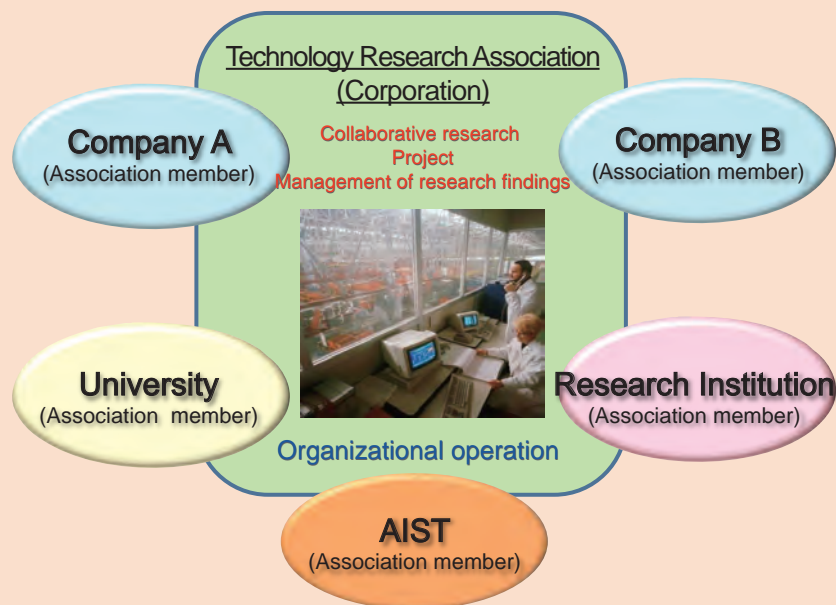 Technology Research Association
(Corporation)
Collaborative research
Project
Management of research findings
Company A
(Association member)
Company B
(Association member)
University
(Association member)
Research Institution
(Association member)
Organizational operation
AIST
(Association member)